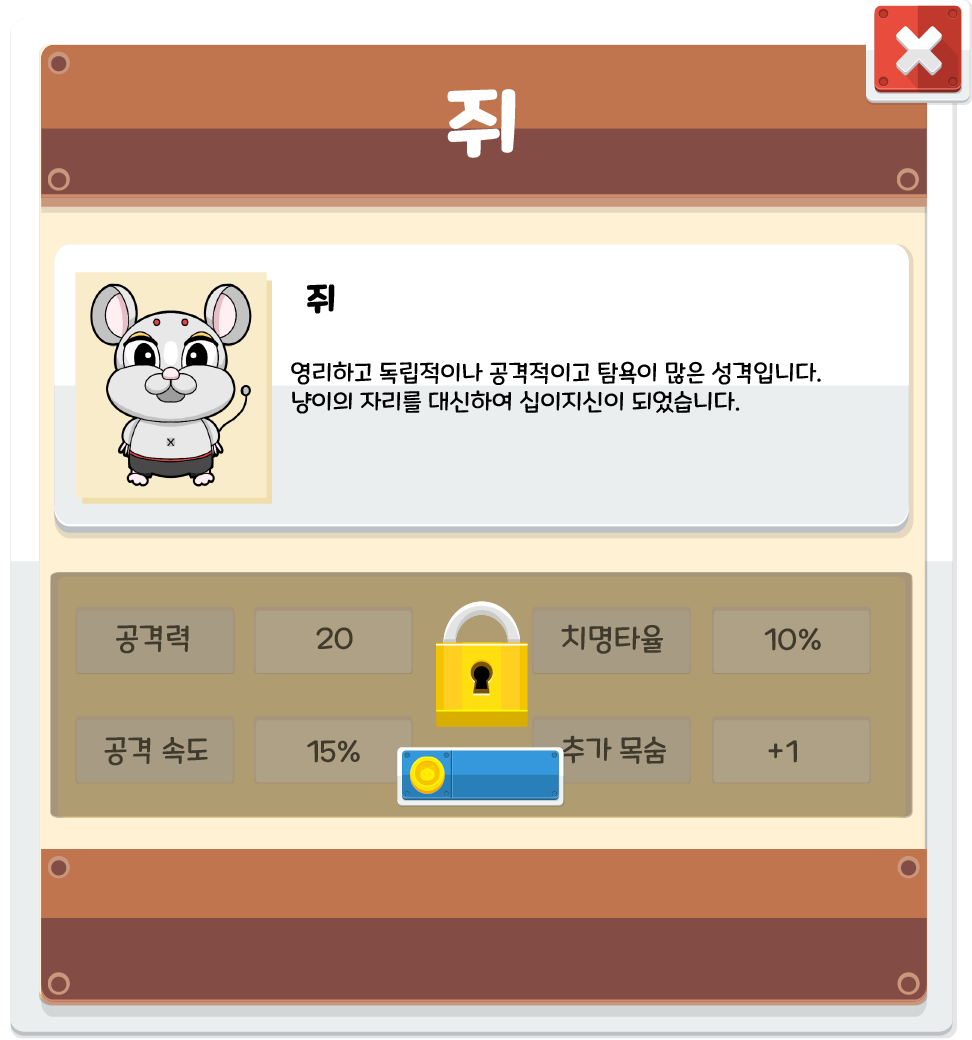 쥐
쥐
영리하고 독립적이나 공격적이고 탐욕이 많은 성격입니다.
냥이의 자리를 대신하여 십이지신이 되었습니다.
공격력 20 치명타율 10%
공격 속도 15% 추가 목숨 +1